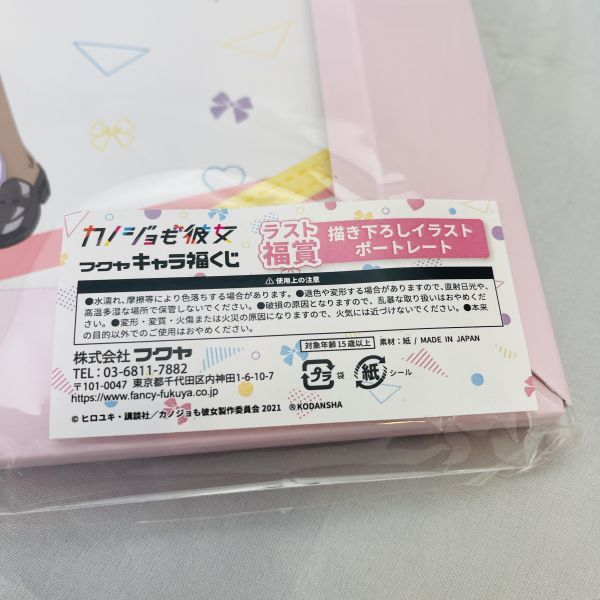 カノジョも彼女
フクヤ キャラ福くじ
ラスト
福賞
描き下ろしイラスト
ポートレート
⚠使用上の注意
●水濡れ、摩擦等により色落ちする場合があります。●退色や変形する場合がありますので、直射日光や、
高温多湿な場所で保管しないでください。●破損の原因となりますので、乱暴な取り扱いはおやめくだ
さい。●変形・変質・火傷または火災の原因になりますので、火気には近づけないでください。●本来
の目的以外でのご使用はおやめください。
株式会社 フクヤ
TEL：03-6811-7882
〒101-0047 東京都千代田区内神田1-6-10-7
https://www.fancy-fukuya.co.jp
対象年齢15歳以上
素材：紙 / MADE IN JAPAN
プラ 袋
紙 シール
© ヒロユキ・講談社／カノジョも彼女製作委員会 2021
®KODANSHA